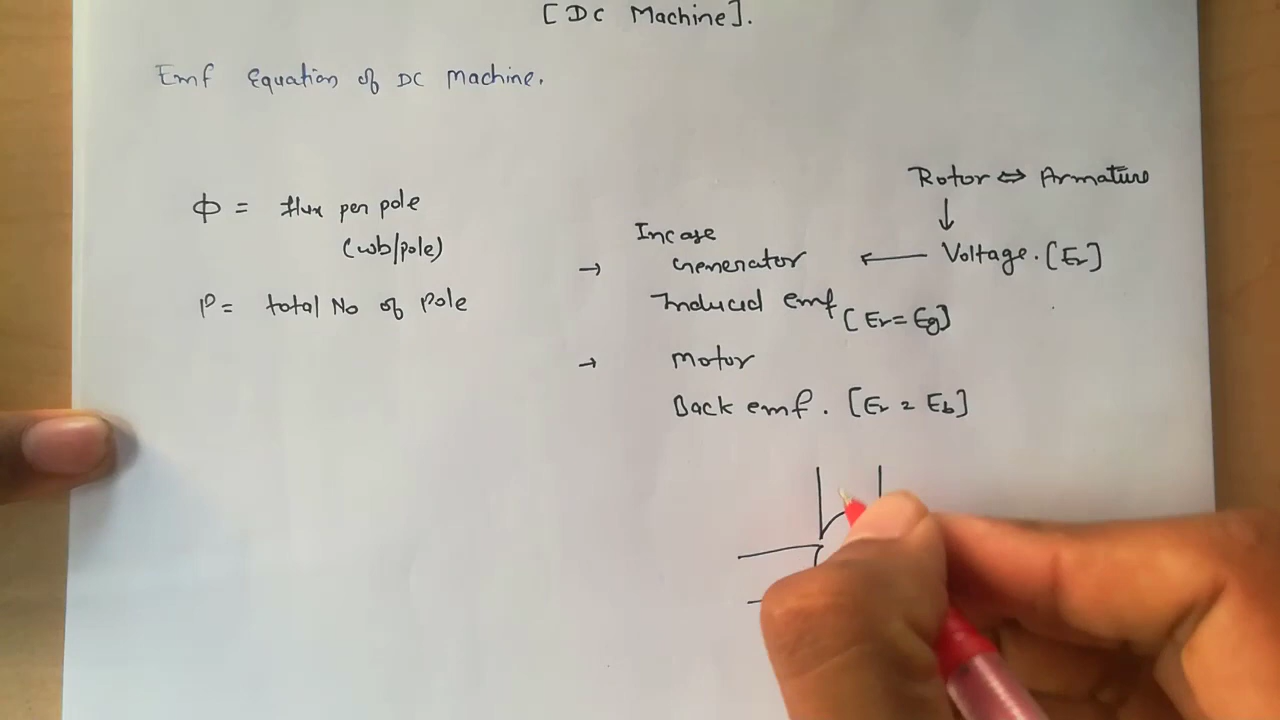 [DC Machine].
Emf Equation of DC Machine.
Φ = flux per pole
(wb/pole)
P = total No of Pole
Rotor ⇔ Armature
↓
Voltage. [Er]
←
Incase
→ Generator
Induced emf [Er = Eg]
→ Motor
Back emf. [Er = Eb]